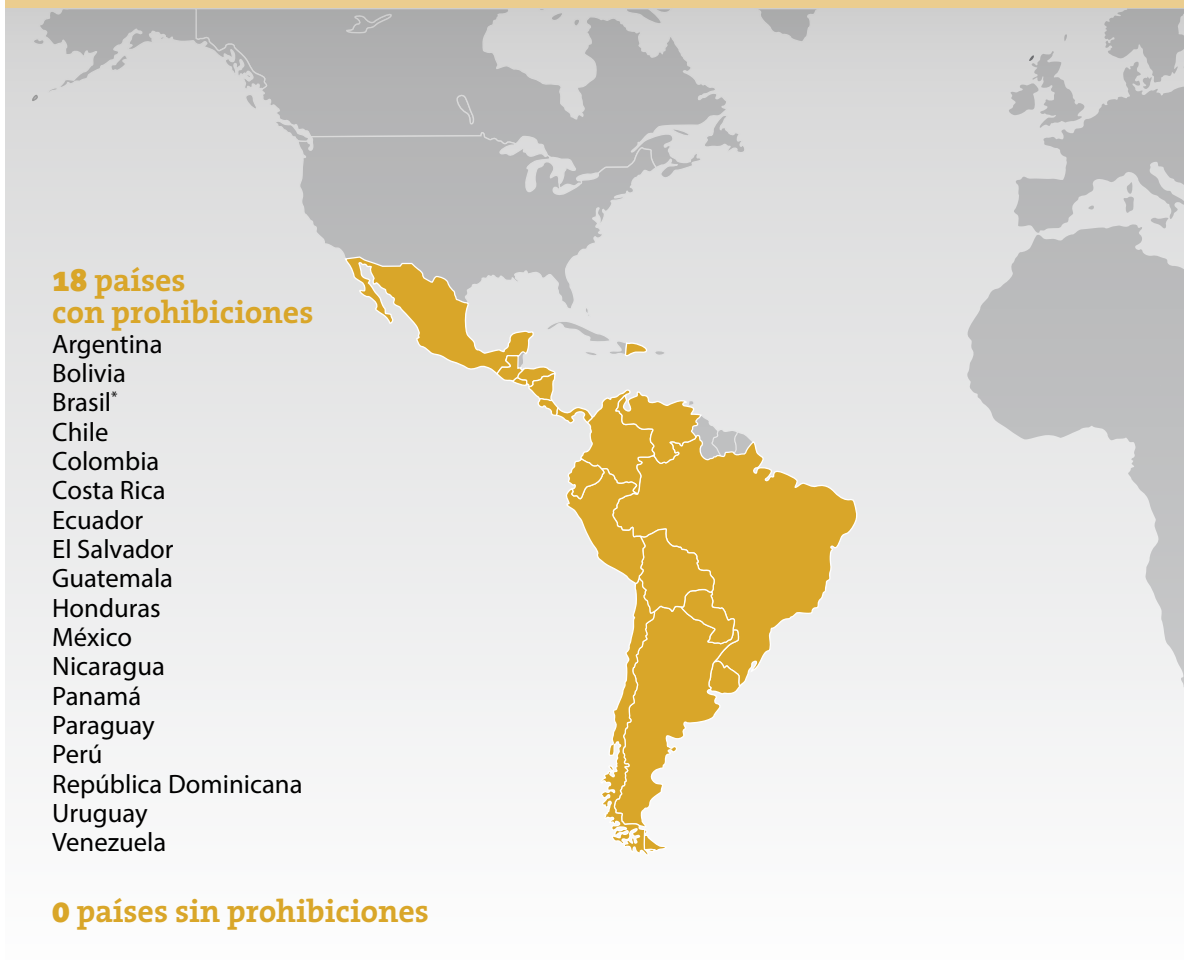 18 países
con prohibiciones
Argentina
Bolivia
Brasil*
Chile
Colombia
Costa Rica
Ecuador
El Salvador
Guatemala
Honduras
México
Nicaragua
Panamá
Paraguay
Perú
República Dominicana
Uruguay
Venezuela
0 países sin prohibiciones